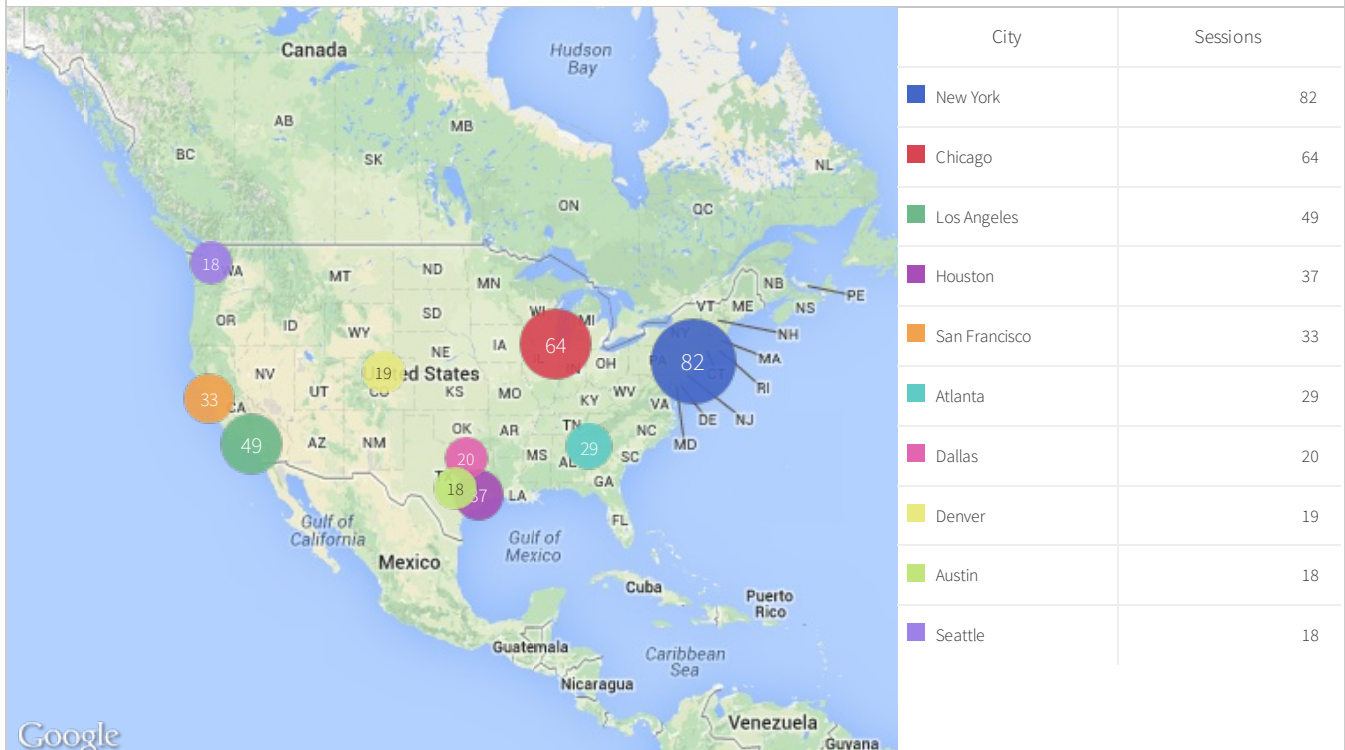 Canada
Hudson
Bay
AB
MB
BC
SK
NL
ON
QC
18
WA
MT
ND
MN
NB
PE
VT
ME
NS
OR
ID
SD
WI
MI
NY
NH
WY
IA
64
IL
IN
OH
PA
82
CT
MA
NE
NV
19
United States
CO
RI
UT
KS
MO
KY
WV
VA
DE
NJ
33
CA
49
AZ
NM
OK
AR
TN
NC
MD
20
MS
AL
29
SC
GA
18
37
LA
FL
Gulf of
California
Gulf of
Mexico
Mexico
Cuba
Puerto
Rico
Guatemala
Caribbean
Sea
Nicaragua
Venezuela
Guyana
Google
City Sessions
New York 82
Chicago 64
Los Angeles 49
Houston 37
San Francisco 33
Atlanta 29
Dallas 20
Denver 19
Austin 18
Seattle 18